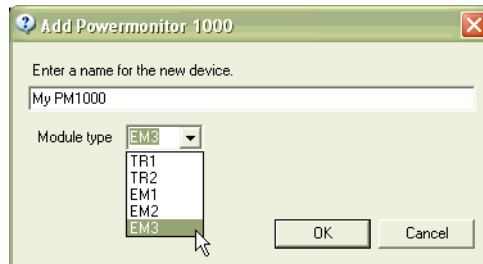 Add Powermonitor 1000
Enter a name for the new device.
My PM1000
Module type EM3
TR1
TR2
EM1
EM2
EM3
OK Cancel